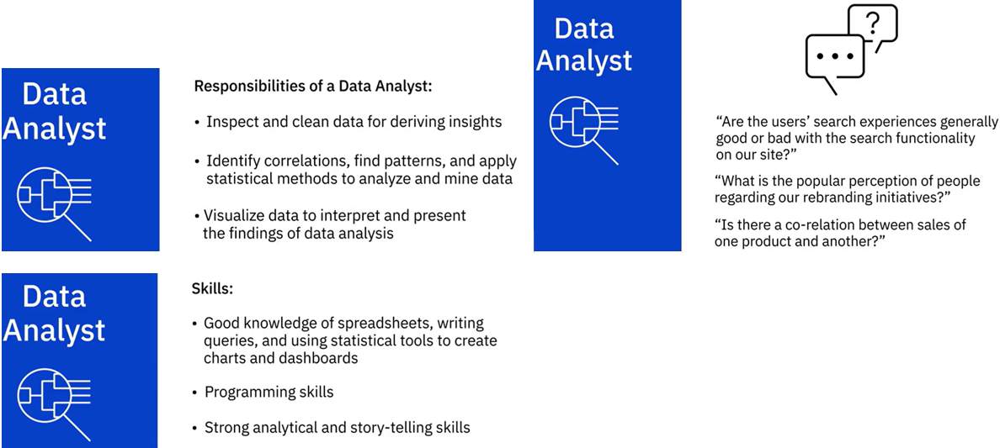 Data
Analyst
Responsibilities of a Data Analyst:
• Inspect and clean data for deriving insights
• Identify correlations, find patterns, and apply
statistical methods to analyze and mine data
• Visualize data to interpret and present
the findings of data analysis
Data
Analyst
?
“Are the users’ search experiences generally
good or bad with the search functionality
on our site?”
“What is the popular perception of people
regarding our rebranding initiatives?”
“Is there a co-relation between sales of
one product and another?”
Data
Analyst
Skills:
• Good knowledge of spreadsheets, writing
queries, and using statistical tools to create
charts and dashboards
• Programming skills
• Strong analytical and story-telling skills